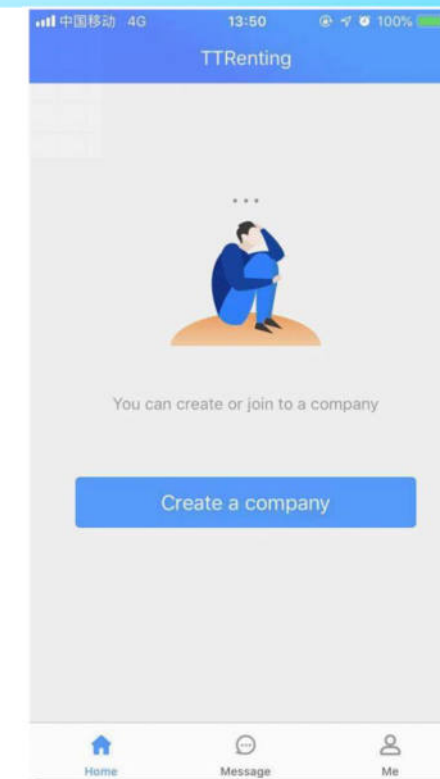 中国移动 4G 13:50 100%
TTRenting
You can create or join to a company
Create a company
Home Message Me